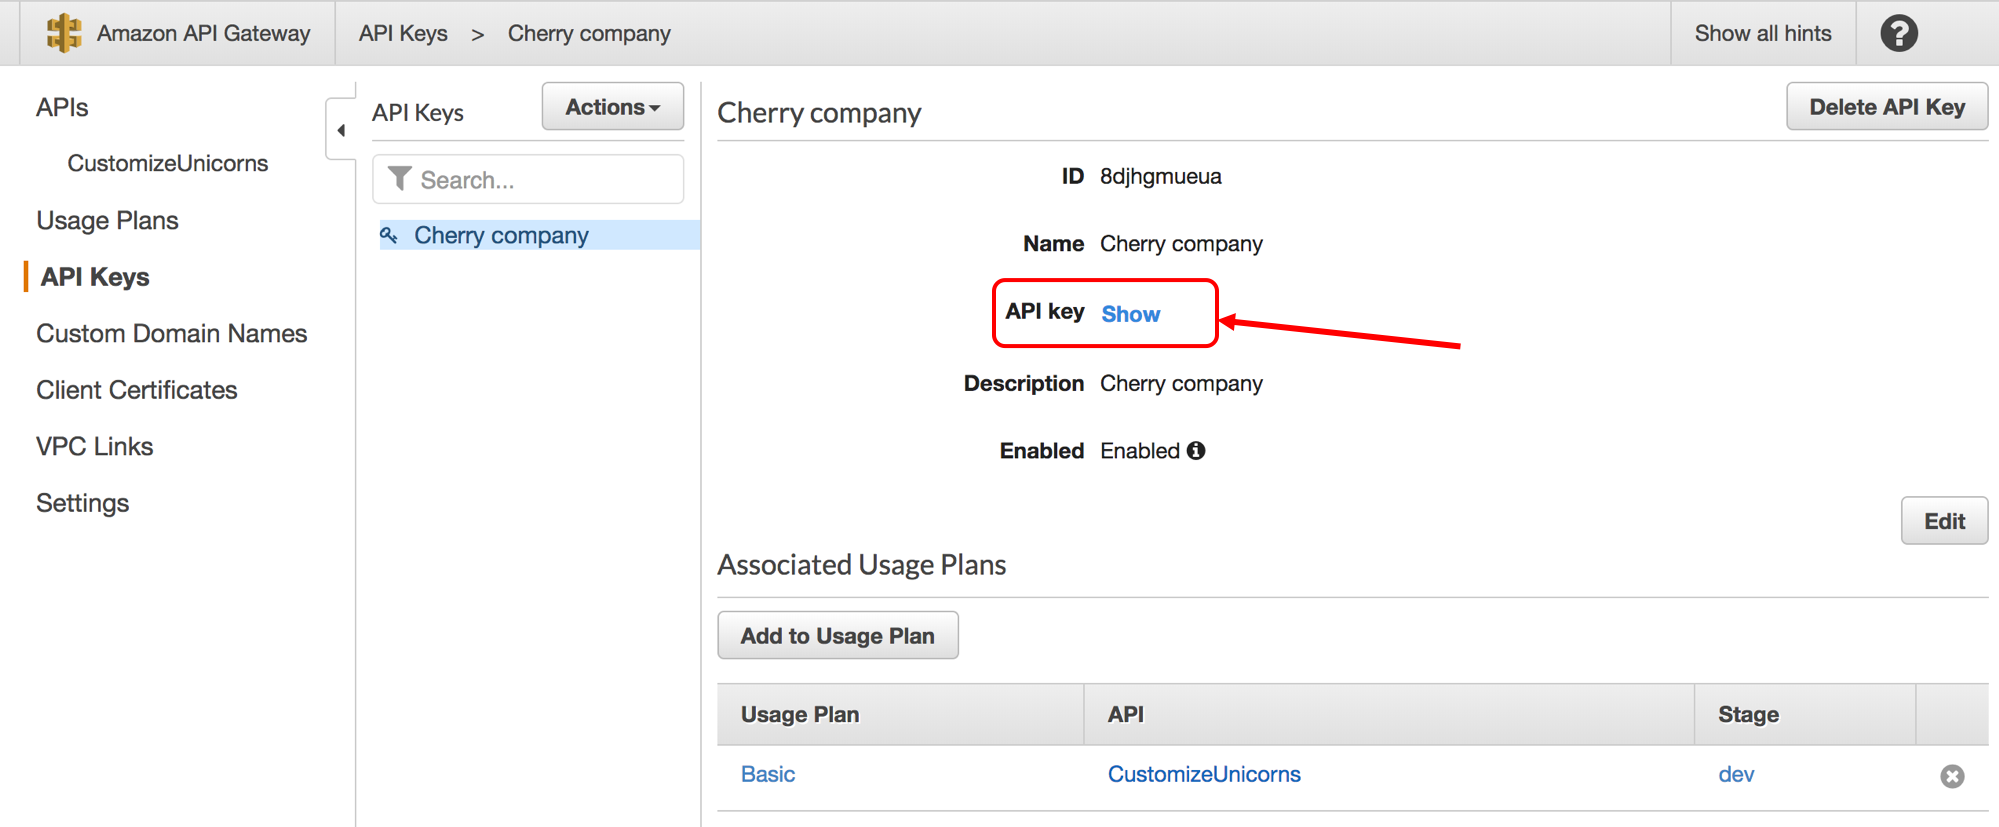 Amazon API Gateway
API Keys > Cherry company
Show all hints
?
APIs
CustomizeUnicorns
Usage Plans
API Keys
Custom Domain Names
Client Certificates
VPC Links
Settings
API Keys
Actions
Search...
Cherry company
Cherry company
Delete API Key
ID 8djhgmueua
Name Cherry company
API key Show
Description Cherry company
Enabled Enabled
Edit
Associated Usage Plans
Add to Usage Plan
Usage Plan API Stage
Basic CustomizeUnicorns dev